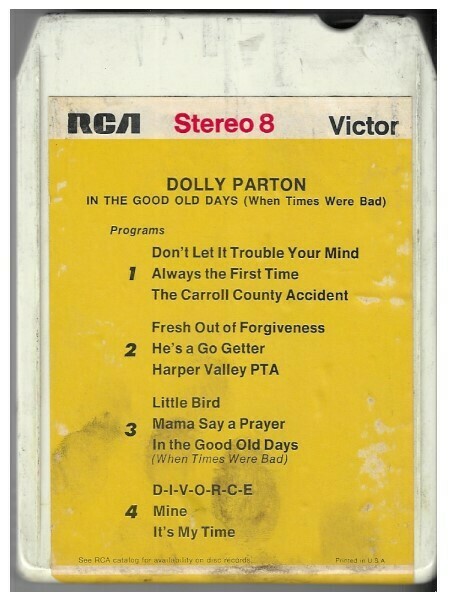 RCA Stereo 8 Victor
DOLLY PARTON
IN THE GOOD OLD DAYS (When Times Were Bad)
Programs
Don't Let It Trouble Your Mind
1 Always the First Time
The Carroll County Accident
Fresh Out of Forgiveness
2 He's a Go Getter
Harper Valley PTA
Little Bird
3 Mama Say a Prayer
In the Good Old Days
(When Times Were Bad)
D-I-V-O-R-C-E
4 Mine
It's My Time
See RCA catalog for availability on disc records. Printed in U.S.A.